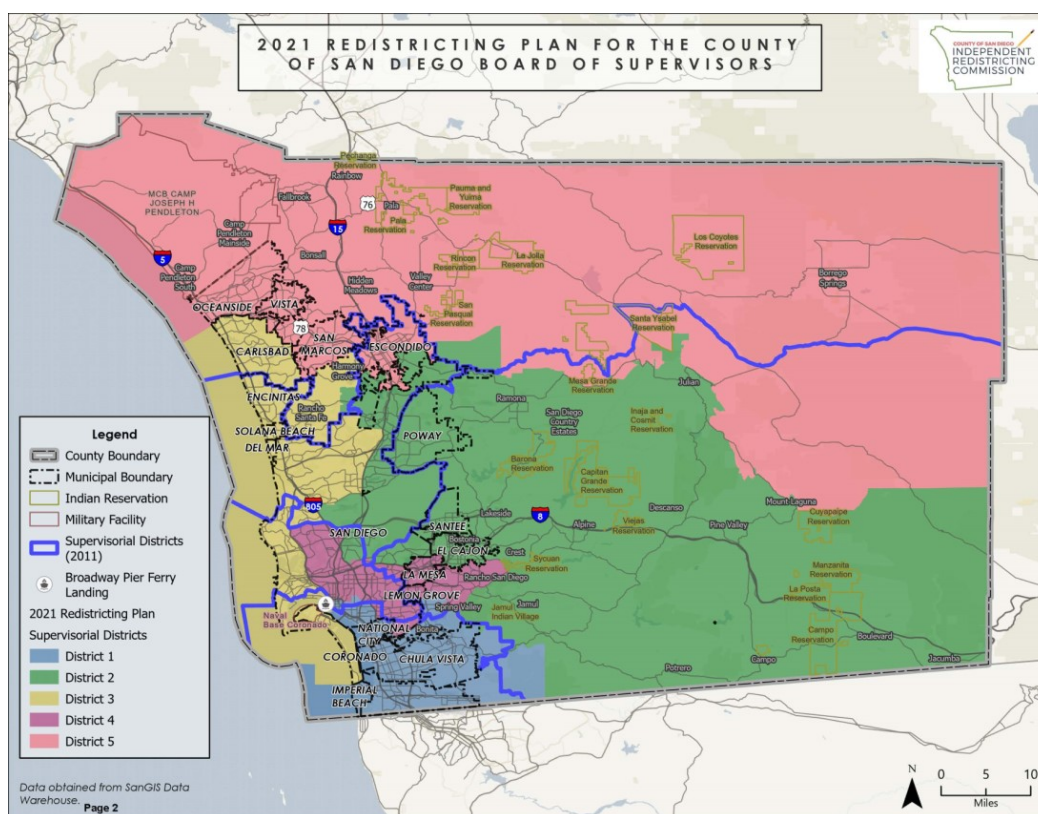 2021 REDISTRICTING PLAN FOR THE COUNTY
OF SAN DIEGO BOARD OF SUPERVISORS
COUNTY OF SAN DIEGO
INDEPENDENT
REDISTRICTING
COMMISSION
Pechanga
Reservation
Rainbow
MCB CAMP
JOSEPH H
PENDLETON
Fallbrook
76
Pala
Pauma and
Yuima
Reservation
Pala
Reservation
15
Camp
Pendleton
Mainside
5
Camp
Pendleton
South
Bonsall
Rincon
Reservation
La Jolla
Reservation
Los Coyotes
Reservation
Valley
Center
Hidden
Meadows
Borrego
Springs
OCEANSIDE
VISTA
San
Pasqual
Reservation
Santa Ysabel
Reservation
78
SAN
MARCOS
CARLSBAD
ESCONDIDO
Harmony
Grove
Mesa Grande
Reservation
Julian
ENCINITAS
Rancho
Santa Fe
Ramona
San Diego
Country
Estates
Inaja and
Cosmit
Reservation
SOLANA BEACH
DEL MAR
POWAY
Barona
Reservation
Capitan
Grande
Reservation
805
SAN DIEGO
SANTEE
Lakeside
8
Alpine
Viejas
Reservation
Descanso
Pine Valley
Mount Laguna
Cuyapaipe
Reservation
Bostonia
EL CAJON
Crest
Sycuan
Reservation
LA MESA
Rancho San Diego
LEMON GROVE
Spring Valley
Jamul
Jamul
Indian Village
Manzanita
Reservation
La Posta
Reservation
Campo
Reservation
Boulevard
Naval
Base Coronado
NATIONAL
CITY
Bonita
CORONADO
CHULA VISTA
IMPERIAL
BEACH
Potrero
Campo
Jacumba
Legend
County Boundary
Municipal Boundary
Indian Reservation
Military Facility
Supervisorial Districts
(2011)
Broadway Pier Ferry
Landing
2021 Redistricting Plan
Supervisorial Districts
District 1
District 2
District 3
District 4
District 5
Data obtained from SanGIS Data
Warehouse.
Page 2
N
0 5 10
Miles